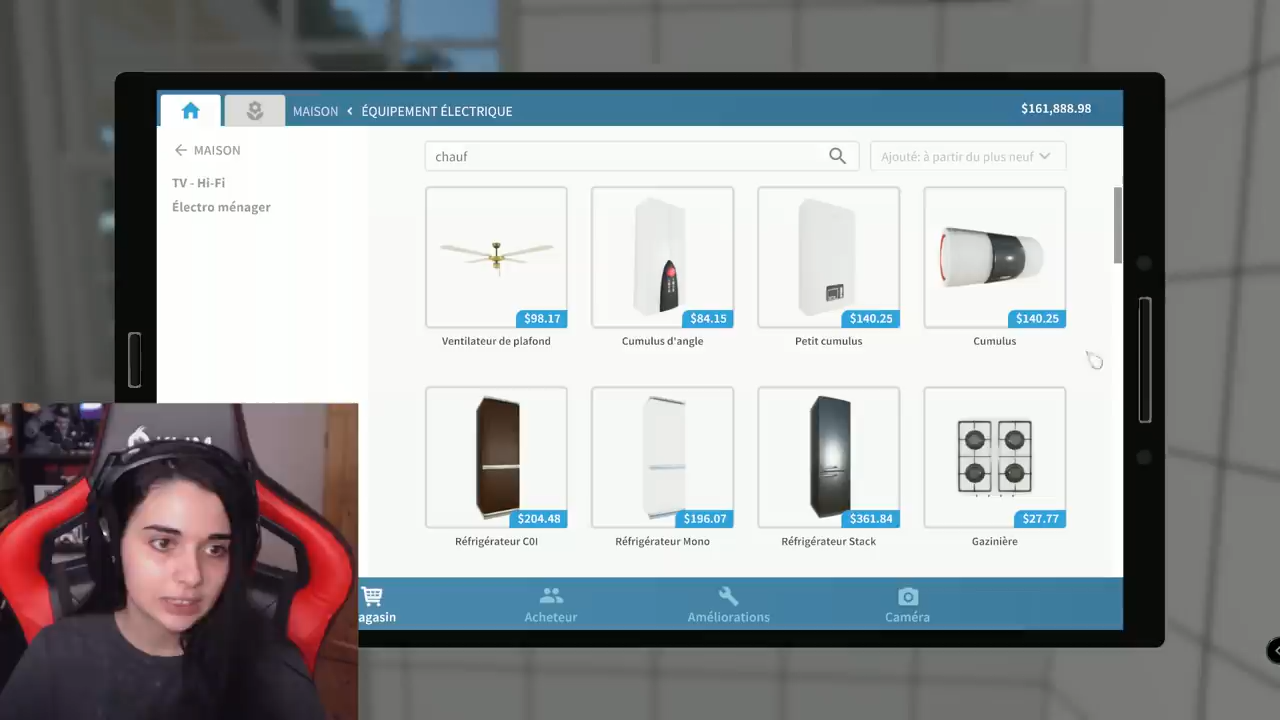 MAISON < ÉQUIPEMENT ÉLECTRIQUE
$161,888.98
MAISON
TV - Hi-Fi
Électro ménager
chauf
Ajouté: à partir du plus neuf
$98.17
$84.15
$140.25
$140.25
Ventilateur de plafond
Cumulus d'angle
Petit cumulus
Cumulus
$204.48
$196.07
$361.84
$27.77
Réfrigérateur C0I
Réfrigérateur Mono
Réfrigérateur Stack
Gazinière
agasin
Acheteur
Améliorations
Caméra